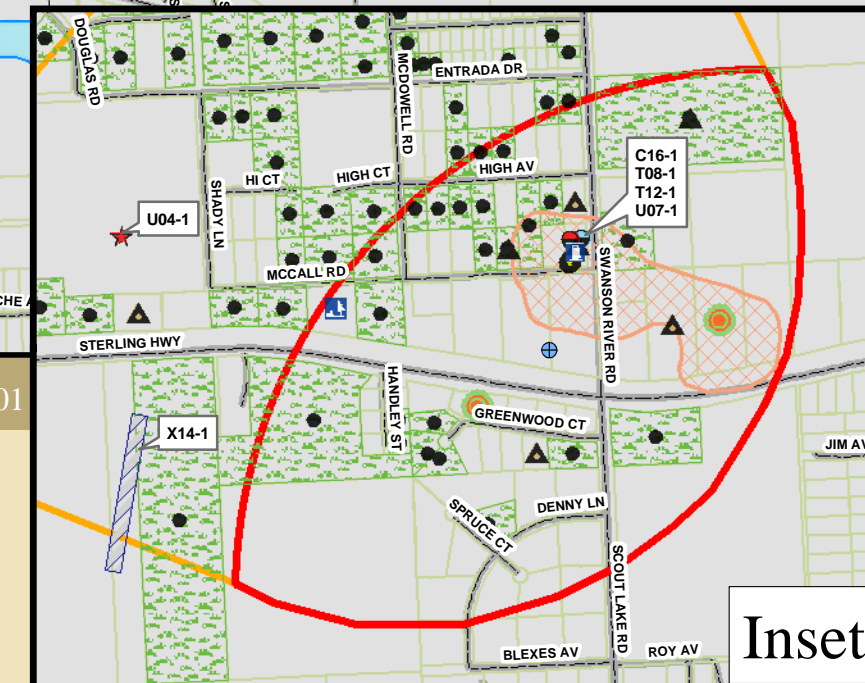 DOUGLAS RD
MCDOWELL RD
ENTRADA DR
C16-1
T08-1
T12-1
U07-1
HIGH AV
HIGH CT
HI CT
SHADY LN
U04-1
MCCALL RD
SWANSON RIVER RD
STERLING HWY
01
HANDLEY ST
GREENWOOD CT
X14-1
JIM AV
DENNY LN
SPRUCE CT
SCOUT LAKE RD
Inset
BLEXES AV
ROY AV